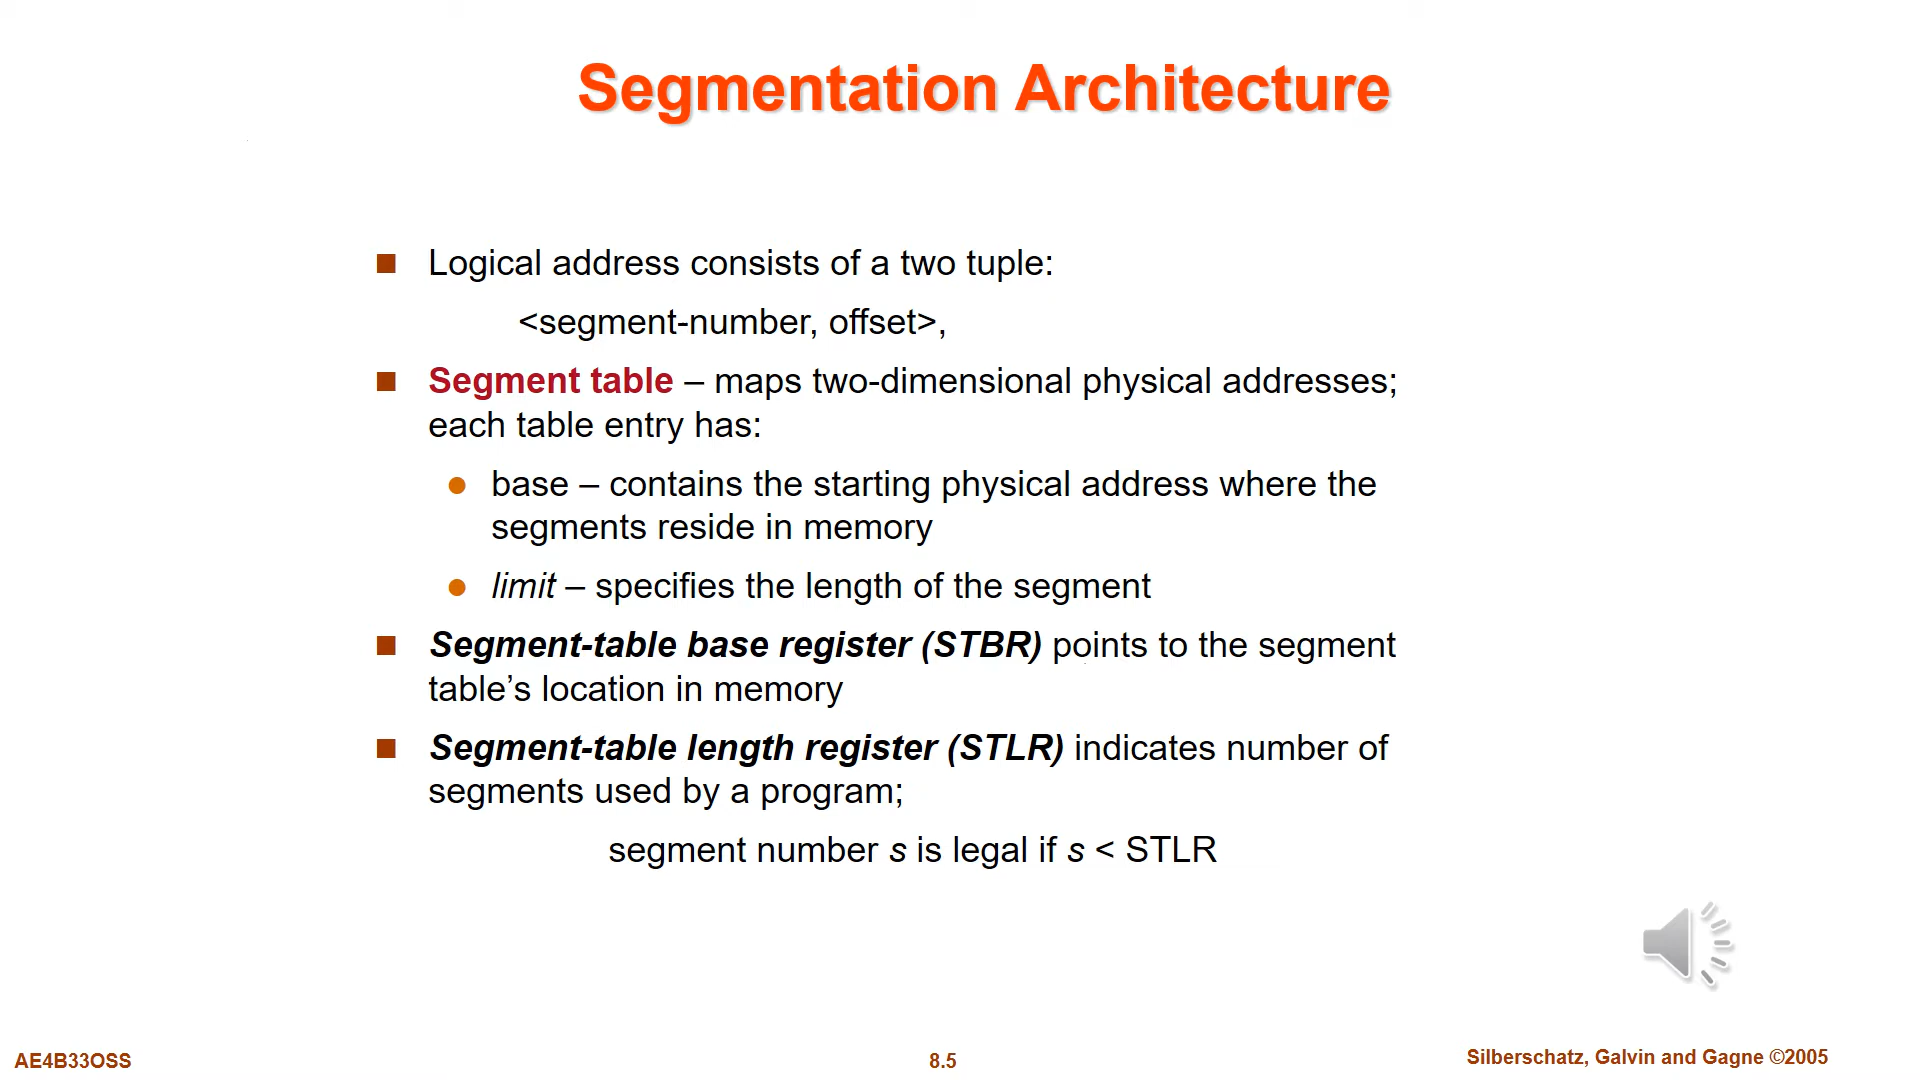 Segmentation Architecture
Logical address consists of a two tuple:
<segment-number, offset>,
Segment table – maps two-dimensional physical addresses;
each table entry has:
base – contains the starting physical address where the
segments reside in memory
limit – specifies the length of the segment
Segment-table base register (STBR) points to the segment
table’s location in memory
Segment-table length register (STLR) indicates number of
segments used by a program;
segment number s is legal if s < STLR
AE4B33OSS
8.5
Silberschatz, Galvin and Gagne ©2005